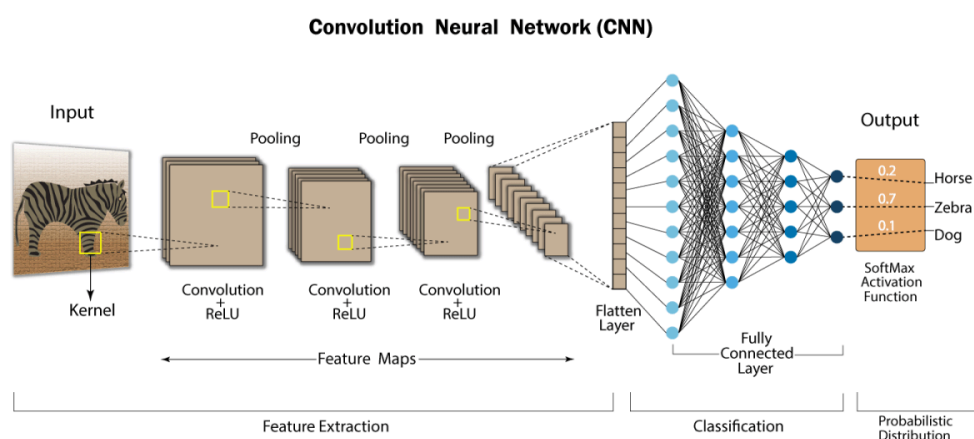 Convolution Neural Network (CNN)
Input
Output
Pooling
Pooling
Pooling
0.2
Horse
0.7
Zebra
0.1
Dog
Kernel
Convolution
+
ReLU
Convolution
+
ReLU
Convolution
+
ReLU
Flatten
Layer
SoftMax
Activation
Function
Feature Maps
Fully
Connected
Layer
Feature Extraction
Classification
Probabilistic
Distribution